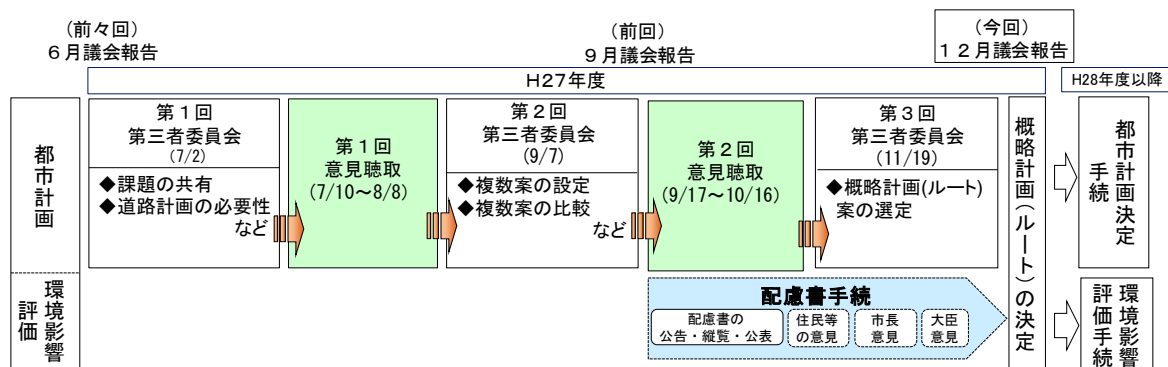 (前々回)
６月議会報告
(前回)
９月議会報告
(今回)
１２月議会報告
H27年度
H28年度以降
都市計画
第１回
第三者委員会
(7/2)
◆課題の共有
◆道路計画の必要性
など
第１回
意見聴取
(7/10～8/8)
第２回
第三者委員会
(9/7)
◆複数案の設定
◆複数案の比較
など
第２回
意見聴取
(9/17～10/16)
第３回
第三者委員会
(11/19)
◆概略計画(ルート)
案の選定
概略計画(ルート)の決定
都市計画決定
手続
環境影響
評価
配慮書手続
配慮書の
公告・縦覧・公表
住民等
の意見
市長
意見
大臣
意見
環境影響
評価手続